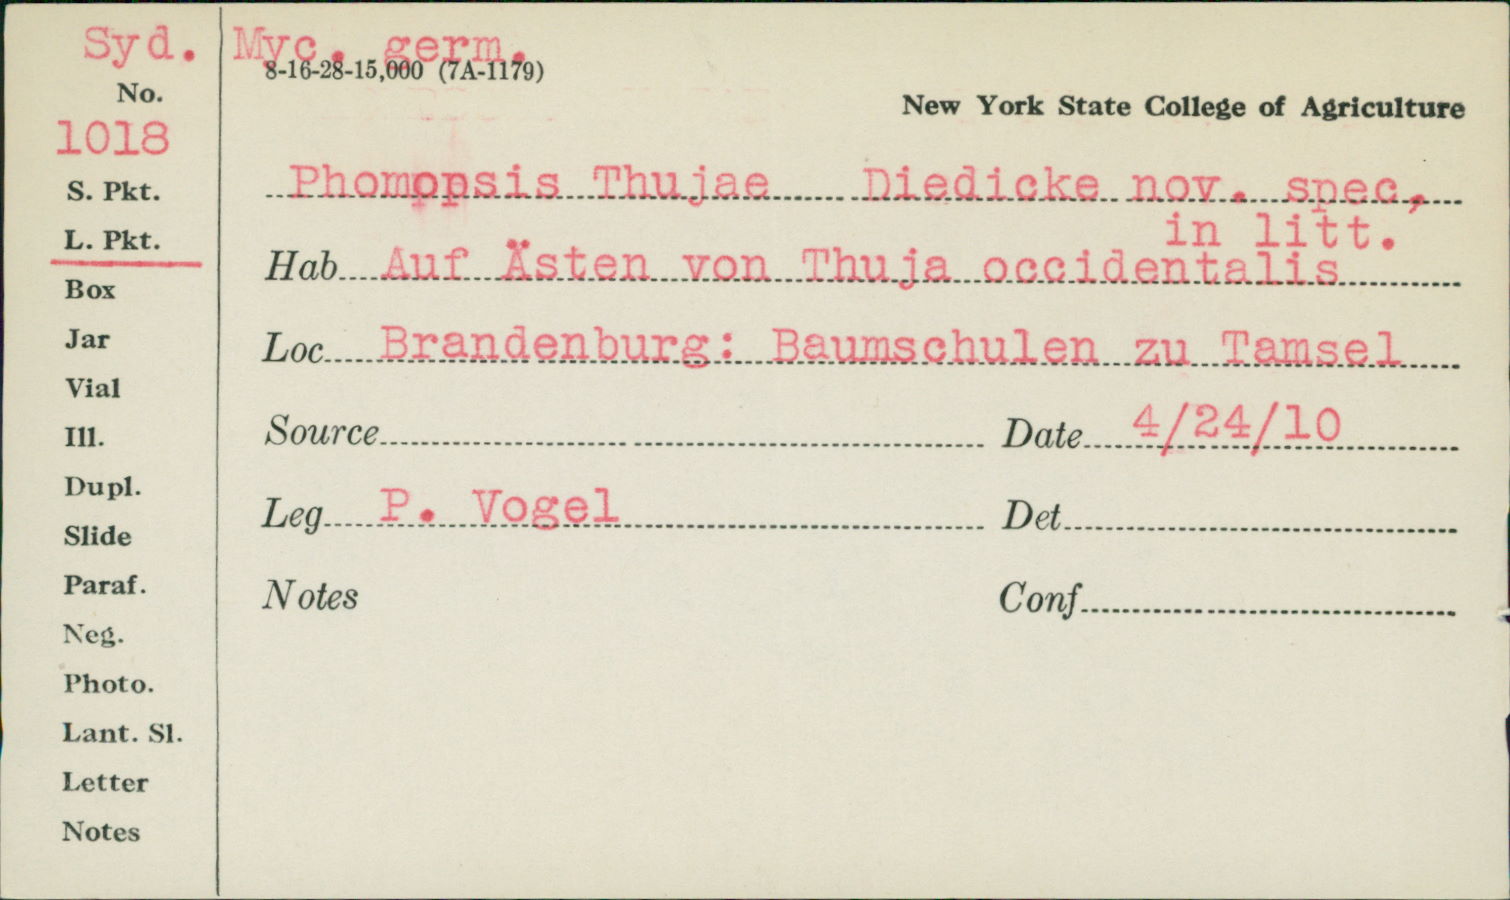 Syd. Myc. germ.
8-16-28-15,000 (7A-1179)
No.
New York State College of Agriculture
1018
Phomopsis Thujae Diedicke nov. spec,
S. Pkt.
in litt.
L. Pkt.
Hab Auf Ästen von Thuja occidentalis
Box
Jar
Loc Brandenburg: Baumschulen zu Tamsel
Vial
Ill.
Source Date 4/24/10
Dupl.
Leg P. Vogel Det
Slide
Paraf.
Notes Conf
Neg.
Photo.
Lant. Sl.
Letter
Notes